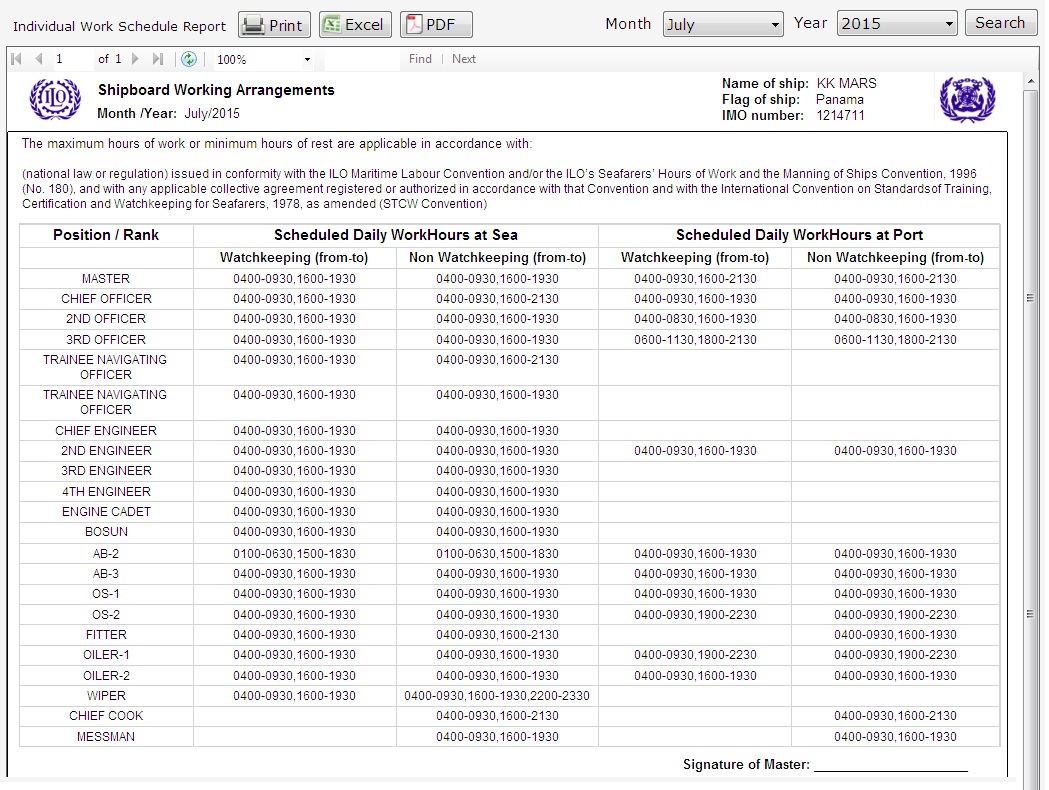 Individual Work Schedule Report Print Excel PDF Month July Year 2015 Search
1 of 1 100% Find | Next
ILO
Shipboard Working Arrangements
Month /Year: July/2015
Name of ship: KK MARS
Flag of ship: Panama
IMO number: 1214711
The maximum hours of work or minimum hours of rest are applicable in accordance with:
(national law or regulation) issued in conformity with the ILO Maritime Labour Convention and/or the ILO's Seafarers' Hours of Work and the Manning of Ships Convention, 1996
(No. 180), and with any applicable collective agreement registered or authorized in accordance with that Convention and with the International Convention on Standardsof Training,
Certification and Watchkeeping for Seafarers, 1978, as amended (STCW Convention)
Position / Rank Scheduled Daily WorkHours at Sea Scheduled Daily WorkHours at Port
Watchkeeping (from-to) Non Watchkeeping (from-to) Watchkeeping (from-to) Non Watchkeeping (from-to)
MASTER 0400-0930,1600-1930 0400-0930,1600-1930 0400-0930,1600-2130 0400-0930,1600-2130
CHIEF OFFICER 0400-0930,1600-1930 0400-0930,1600-2130 0400-0930,1600-1930 0400-0930,1600-1930
2ND OFFICER 0400-0930,1600-1930 0400-0930,1600-1930 0400-0830,1600-1930 0400-0830,1600-1930
3RD OFFICER 0400-0930,1600-1930 0400-0930,1600-1930 0600-1130,1800-2130 0600-1130,1800-2130
TRAINEE NAVIGATING 0400-0930,1600-1930 0400-0930,1600-2130
OFFICER
TRAINEE NAVIGATING 0400-0930,1600-1930 0400-0930,1600-1930
OFFICER
CHIEF ENGINEER 0400-0930,1600-1930 0400-0930,1600-1930
2ND ENGINEER 0400-0930,1600-1930 0400-0930,1600-1930 0400-0930,1600-1930 0400-0930,1600-1930
3RD ENGINEER 0400-0930,1600-1930 0400-0930,1600-1930
4TH ENGINEER 0400-0930,1600-1930 0400-0930,1600-1930
ENGINE CADET 0400-0930,1600-1930 0400-0930,1600-1930
BOSUN 0400-0930,1600-1930 0400-0930,1600-1930
AB-2 0100-0630,1500-1830 0100-0630,1500-1830 0400-0930,1600-1930 0400-0930,1600-1930
AB-3 0400-0930,1600-1930 0400-0930,1600-1930 0400-0930,1600-1930 0400-0930,1600-1930
OS-1 0400-0930,1600-1930 0400-0930,1600-1930 0400-0930,1600-1930 0400-0930,1600-1930
OS-2 0400-0930,1600-1930 0400-0930,1600-1930 0400-0930,1900-2230 0400-0930,1900-2230
FITTER 0400-0930,1600-1930 0400-0930,1600-2130 0400-0930,1600-1930
OILER-1 0400-0930,1600-1930 0400-0930,1600-1930 0400-0930,1900-2230 0400-0930,1900-2230
OILER-2 0400-0930,1600-1930 0400-0930,1600-1930 0400-0930,1600-1930 0400-0930,1600-1930
WIPER 0400-0930,1600-1930 0400-0930,1600-1930,2200-2330
CHIEF COOK 0400-0930,1600-2130 0400-0930,1600-2130
MESSMAN 0400-0930,1600-1930 0400-0930,1600-1930
Signature of Master: